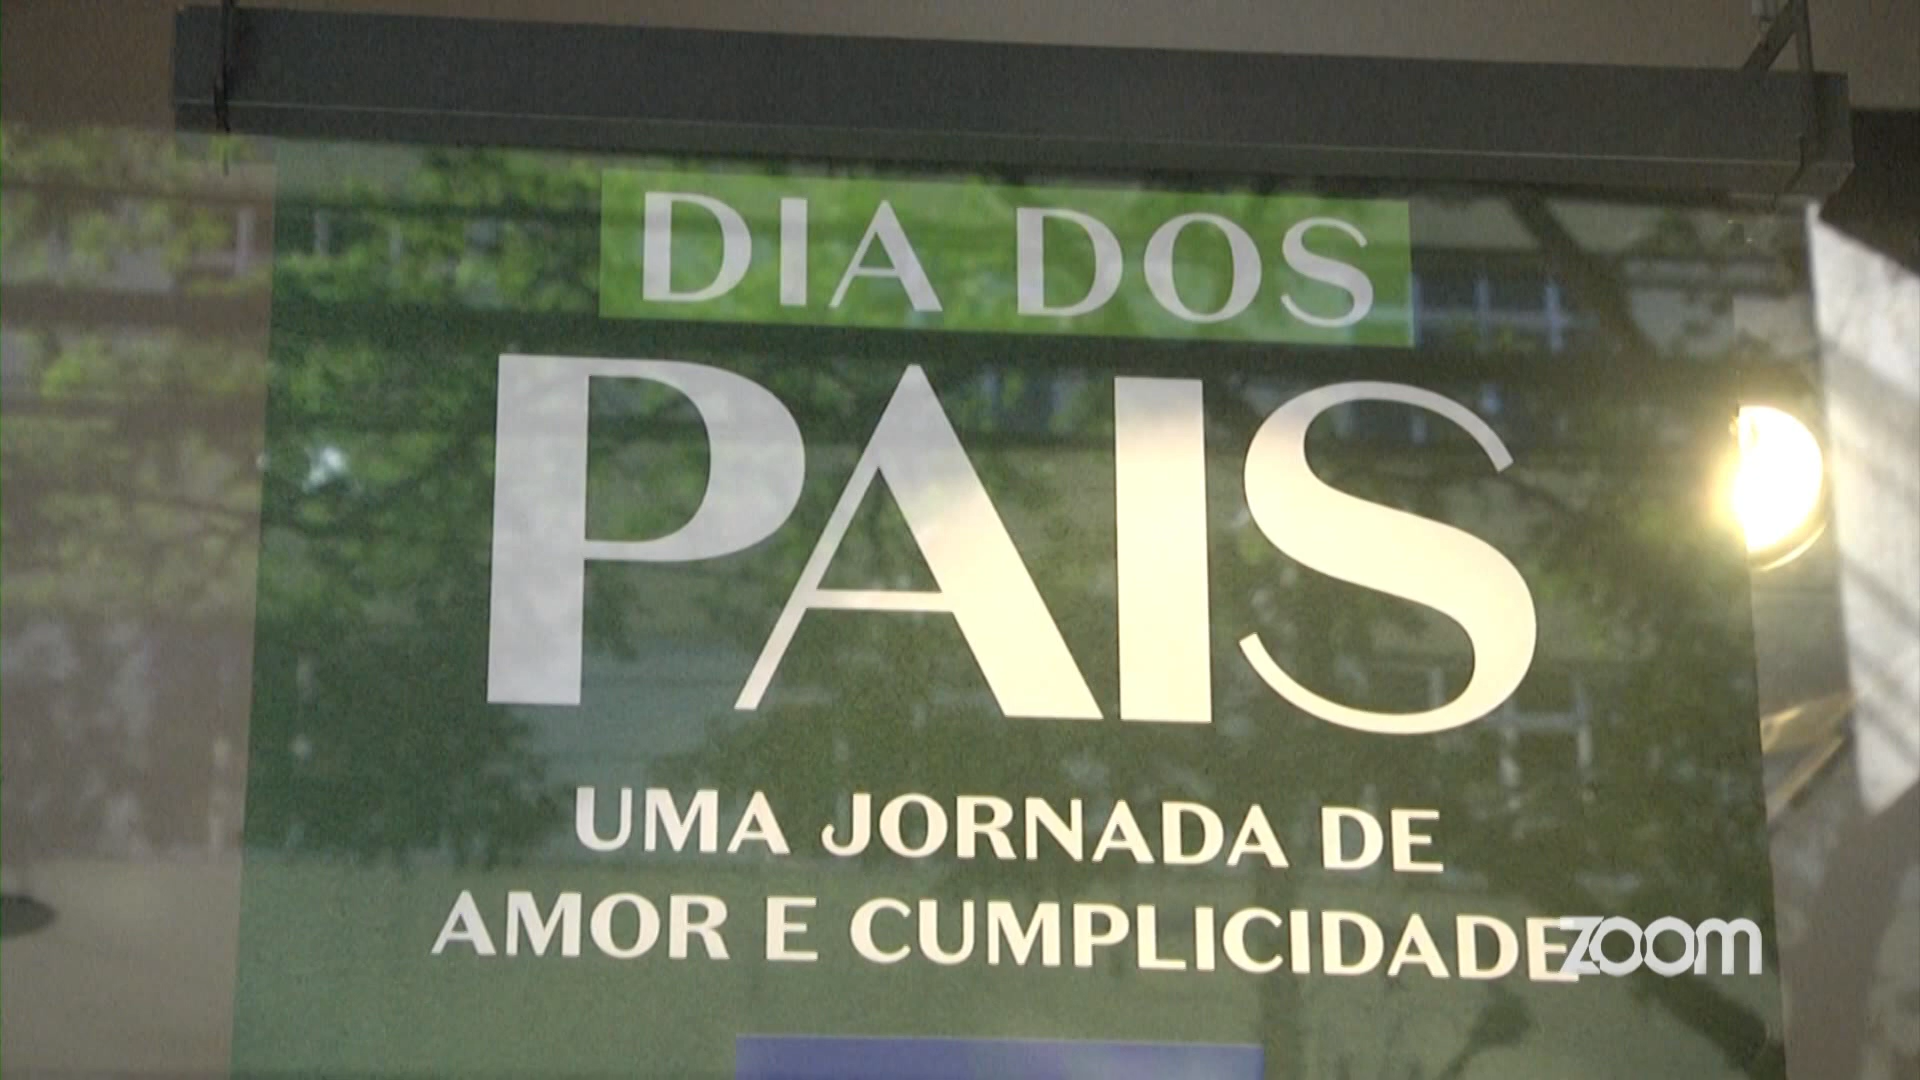 DIA DOS
PAIS
UMA JORNADA DE
AMOR E CUMPLICIDADE
zoom